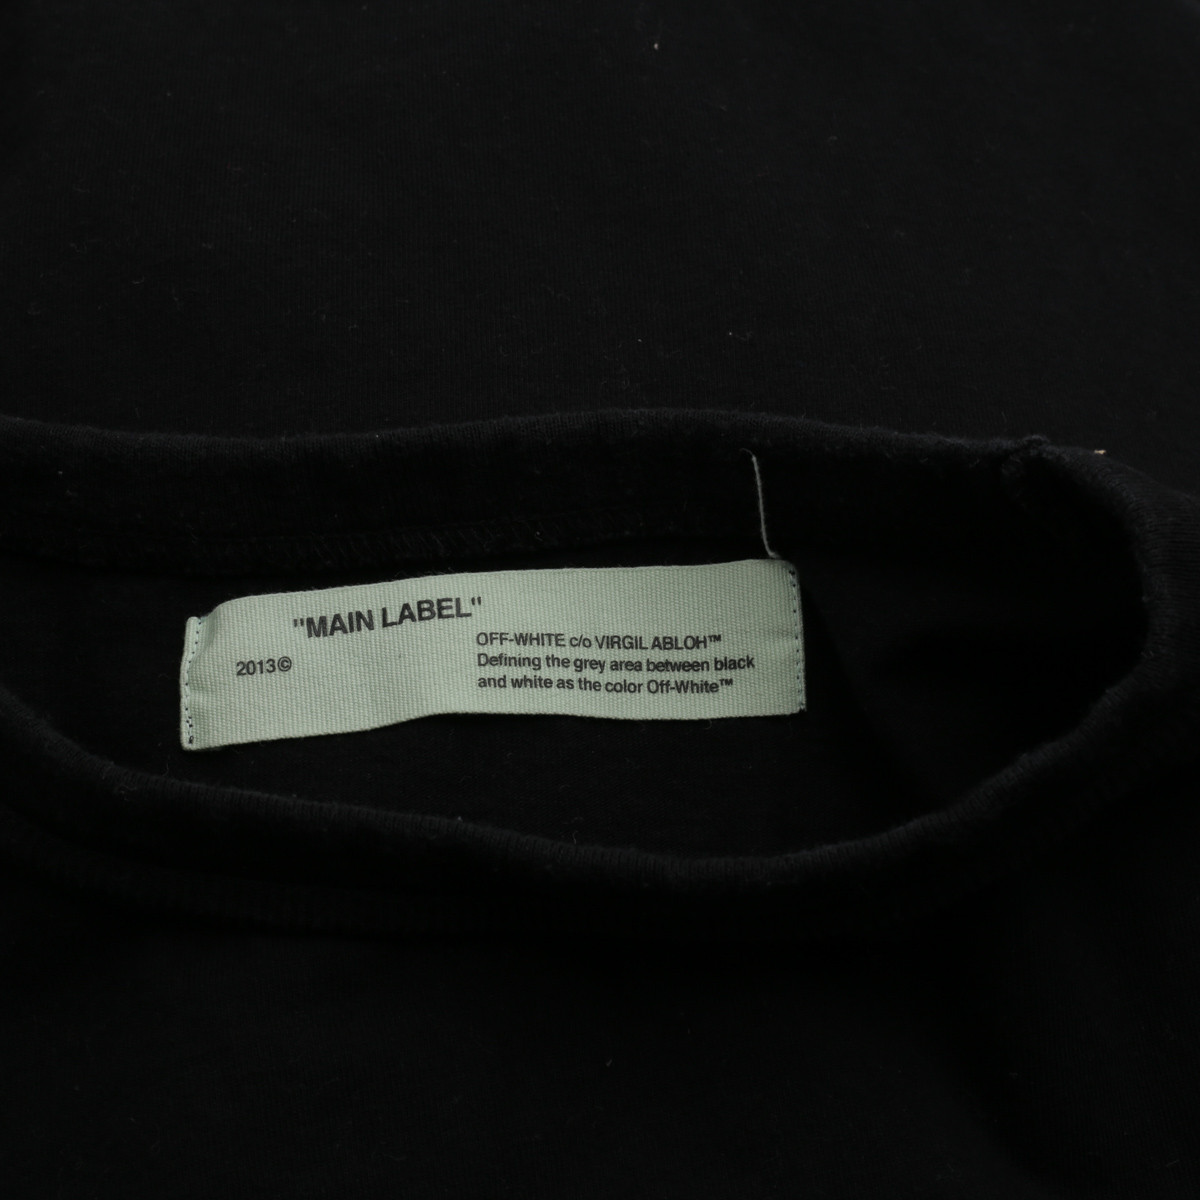 "MAIN LABEL"
2013©
OFF-WHITE c/o VIRGIL ABLOH™
Defining the grey area between black
and white as the color Off-White™